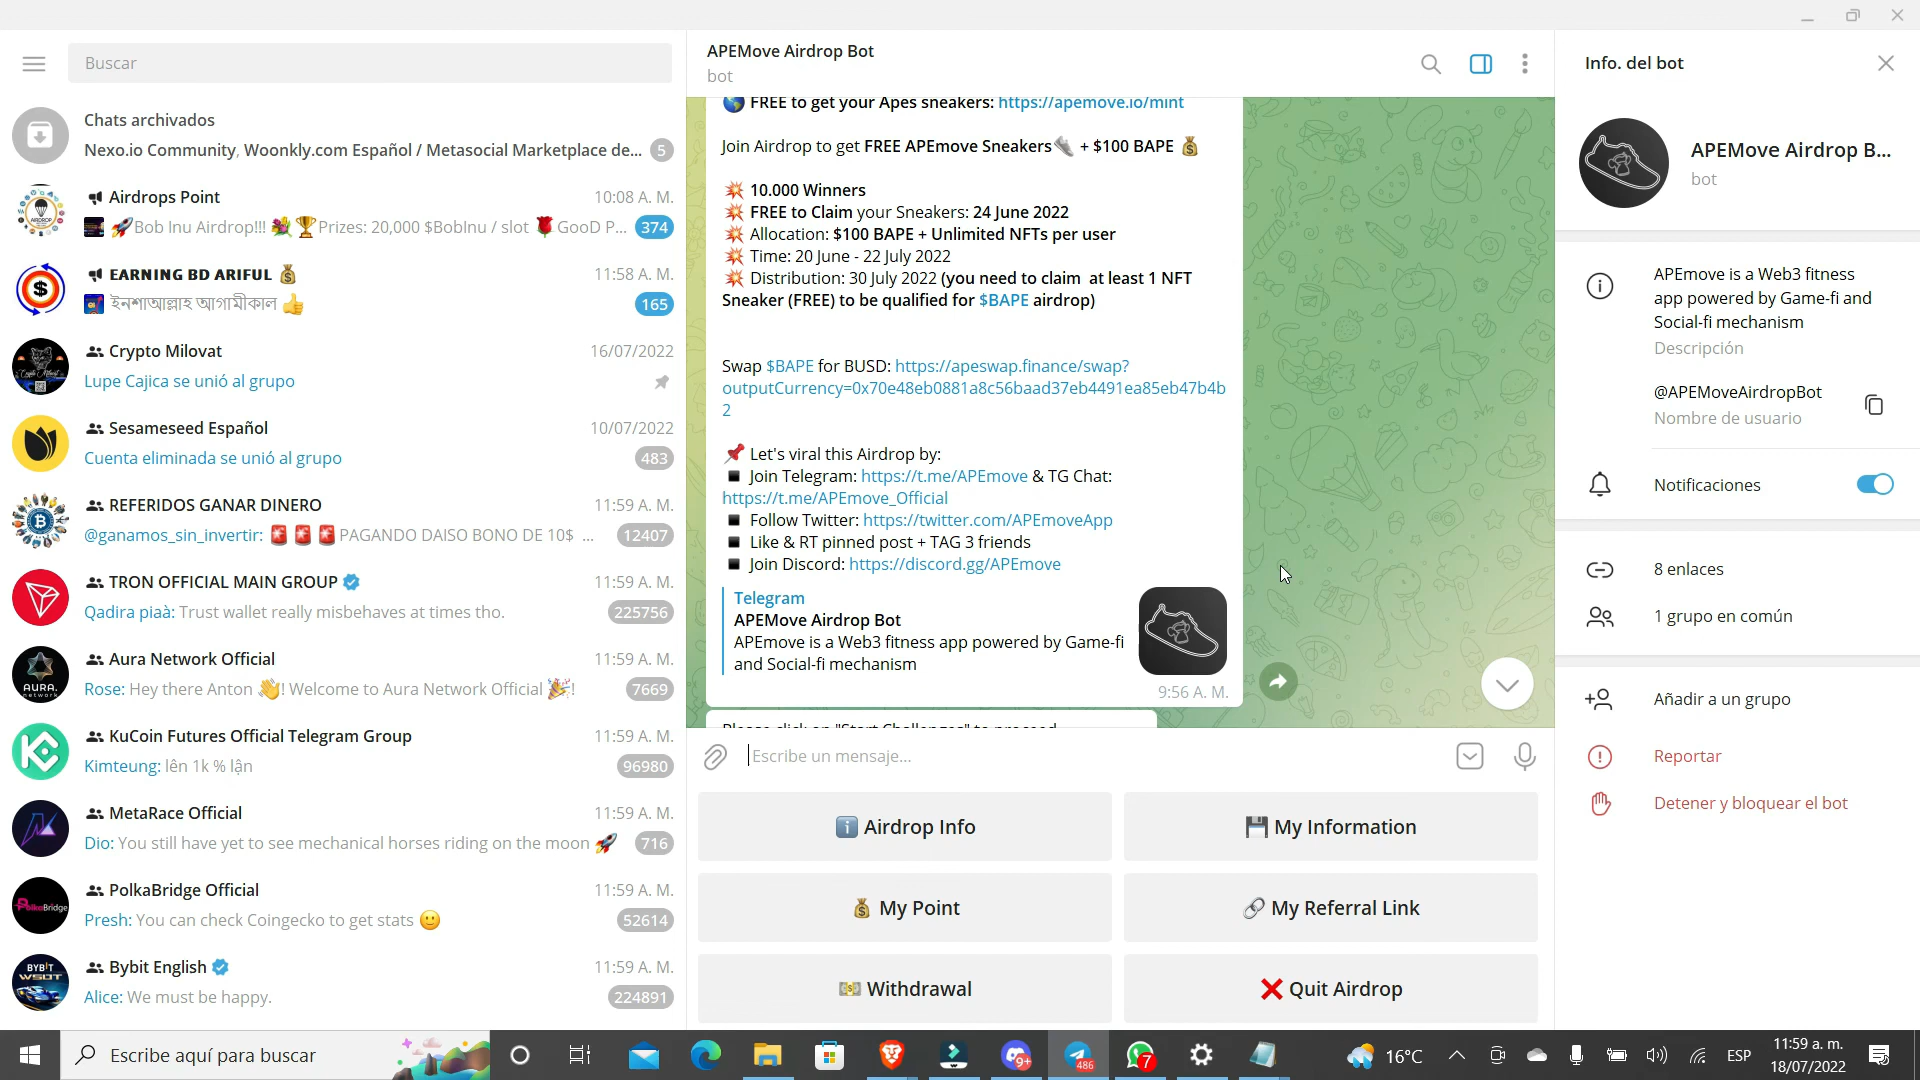 Buscar
Chats archivados
Nexo.io Community, Woonkly.com Español / Metasocial Marketplace de... 5
Airdrops Point 10:08 A. M.
🚀Bob Inu Airdrop!!! 💐🏆Prizes: 20,000 $BobInu / slot 🌹GooD P... 374
EARNING BD ARIFUL 💰 11:58 A. M.
ইনশাআল্লাহ আগামীকাল 👍 165
Crypto Milovat 16/07/2022
Lupe Cajica se unió al grupo
Sesameseed Español 10/07/2022
Cuenta eliminada se unió al grupo 483
REFERIDOS GANAR DINERO 11:59 A. M.
@ganamos_sin_invertir: 🚨🚨🚨PAGANDO DAISO BONO DE 10$ ... 12407
TRON OFFICIAL MAIN GROUP 11:59 A. M.
Qadira piaà: Trust wallet really misbehaves at times tho. 225756
Aura Network Official 11:59 A. M.
Rose: Hey there Anton 👋! Welcome to Aura Network Official 🎉! 7669
KuCoin Futures Official Telegram Group 11:59 A. M.
Kimteung: lên 1k % lận 96980
MetaRace Official 11:59 A. M.
Dio: You still have yet to see mechanical horses riding on the moon 🚀 716
PolkaBridge Official 11:59 A. M.
Presh: You can check Coingecko to get stats 🙂 52614
Bybit English 11:59 A. M.
Alice: We must be happy. 224891
APEMove Airdrop Bot
bot
🌎 FREE to get your Apes sneakers: https://apemove.io/mint
Join Airdrop to get FREE APEmove Sneakers👟 + $100 BAPE 💰
💥 10.000 Winners
💥 FREE to Claim your Sneakers: 24 June 2022
💥 Allocation: $100 BAPE + Unlimited NFTs per user
💥 Time: 20 June - 22 July 2022
💥 Distribution: 30 July 2022 (you need to claim at least 1 NFT
Sneaker (FREE) to be qualified for $BAPE airdrop)
Swap $BAPE for BUSD: https://apeswap.finance/swap?
outputCurrency=0x70e48eb0881a8c56baad37eb4491ea85eb47b4b
2
📌 Let's viral this Airdrop by:
◾ Join Telegram: https://t.me/APEmove & TG Chat:
https://t.me/APEmove_Official
◾ Follow Twitter: https://twitter.com/APEmoveApp
◾ Like & RT pinned post + TAG 3 friends
◾ Join Discord: https://discord.gg/APEmove
Telegram
APEMove Airdrop Bot
APEmove is a Web3 fitness app powered by Game-fi
and Social-fi mechanism
9:56 A. M.
Please click on "Start Challenges" to proceed
Escribe un mensaje...
ℹ️ Airdrop Info
💾 My Information
💰 My Point
🔗 My Referral Link
💵 Withdrawal
❌ Quit Airdrop
Info. del bot
APEMove Airdrop B...
bot
APEmove is a Web3 fitness
app powered by Game-fi and
Social-fi mechanism
Descripción
@APEMoveAirdropBot
Nombre de usuario
Notificaciones
8 enlaces
1 grupo en común
Añadir a un grupo
Reportar
Detener y bloquear el bot
Escribe aquí para buscar
9+
486
7
16°C
ESP
11:59 a. m.
18/07/2022